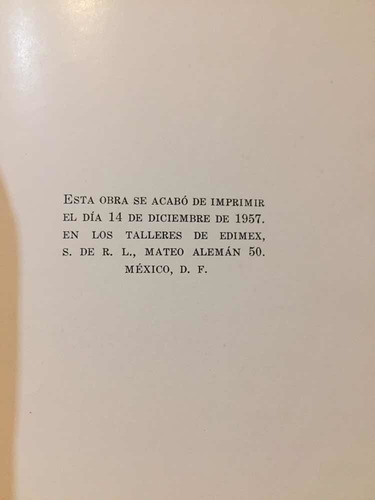 ESTA OBRA SE ACABÓ DE IMPRIMIR
EL DÍA 14 DE DICIEMBRE DE 1957.
EN LOS TALLERES DE EDIMEX,
S. DE R. L., MATEO ALEMÁN 50.
MÉXICO, D. F.